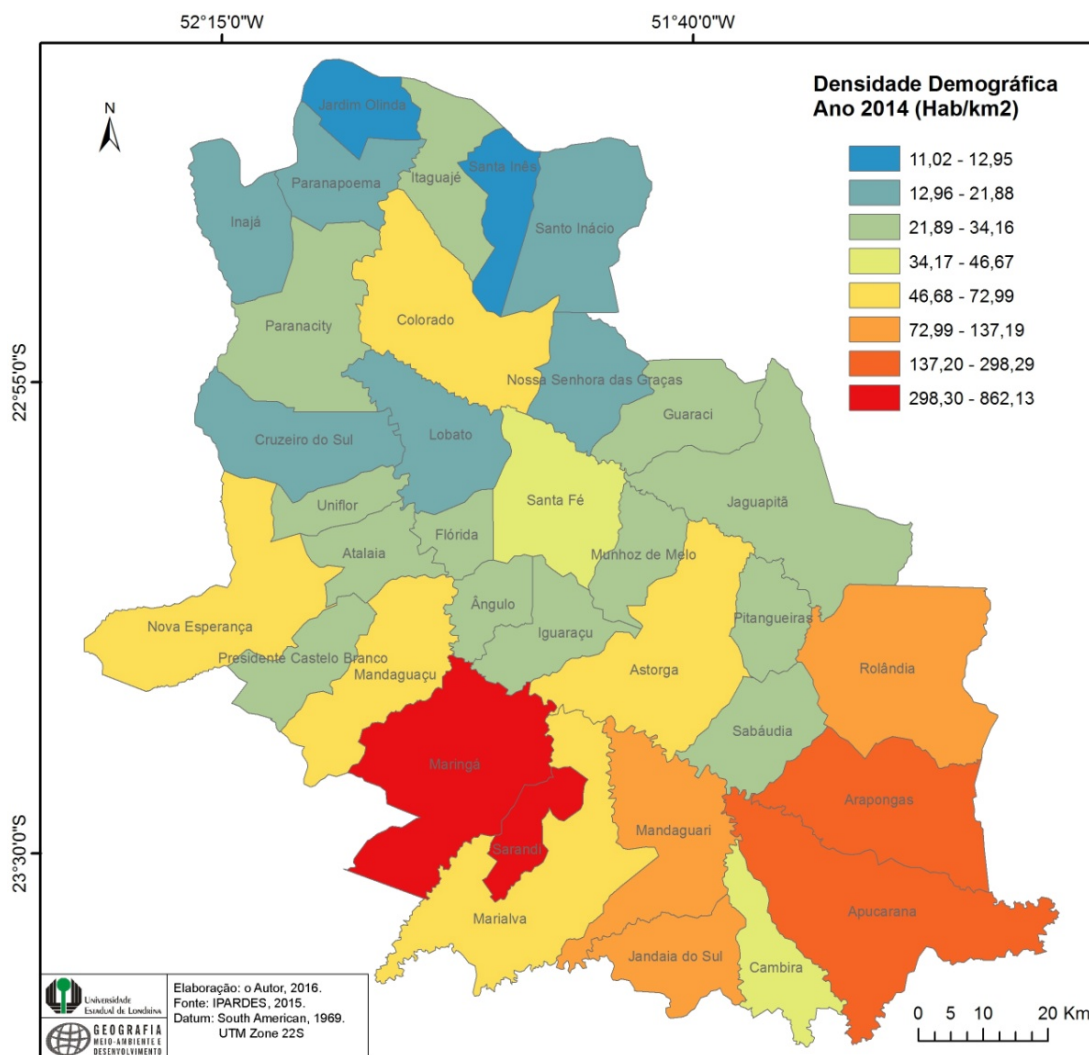 52°15'0"W
51°40'0"W
N
Densidade Demográfica
Ano 2014 (Hab/km2)
11,02 - 12,95
12,96 - 21,88
21,89 - 34,16
34,17 - 46,67
46,68 - 72,99
72,99 - 137,19
137,20 - 298,29
298,30 - 862,13
Jardim Olinda
Santa Inês
Paranapoema
Itaguajé
Inajá
Santo Inácio
Paranacity
Colorado
22°55'0"S
Nossa Senhora das Graças
Guaraci
Cruzeiro do Sul
Lobato
Jaguapitã
Uniflor
Santa Fé
Flórida
Atalaia
Munhoz de Melo
Ângulo
Iguaraçu
Pitangueiras
Nova Esperança
Presidente Castelo Branco
Mandaguaçu
Astorga
Rolândia
Sabáudia
Maringá
Arapongas
Mandaguari
23°30'0"S
Sarandi
Marialva
Apucarana
Jandaia do Sul
Cambira
Universidade
Estadual de Londrina
GEOGRAFIA
MEIO-AMBIENTE E
DESENVOLVIMENTO
Elaboração: o Autor, 2016.
Fonte: IPARDES, 2015.
Datum: South American, 1969.
UTM Zone 22S
0 5 10 20 Km